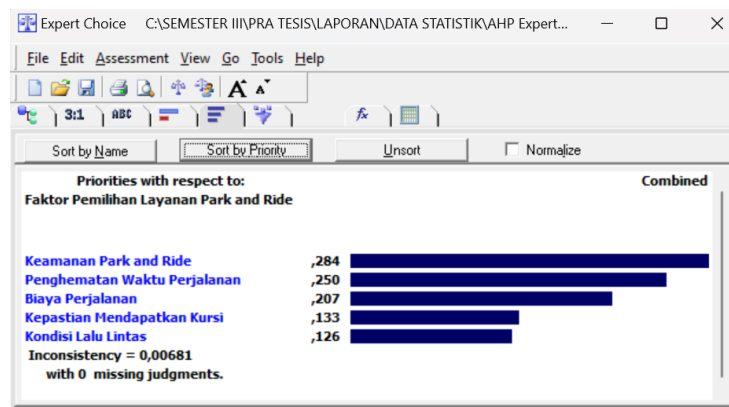 Expert Choice C:\SEMESTER III\PRA TESIS\LAPORAN\DATA STATISTIK\AHP Expert...
File Edit Assessment View Go Tools Help
A A
3:1 ABC fx
Sort by Name Sort by Priority Unsort Normalize
Priorities with respect to: Combined
Faktor Pemilihan Layanan Park and Ride
Keamanan Park and Ride ,284
Penghematan Waktu Perjalanan ,250
Biaya Perjalanan ,207
Kepastian Mendapatkan Kursi ,133
Kondisi Lalu Lintas ,126
Inconsistency = 0,00681
with 0 missing judgments.